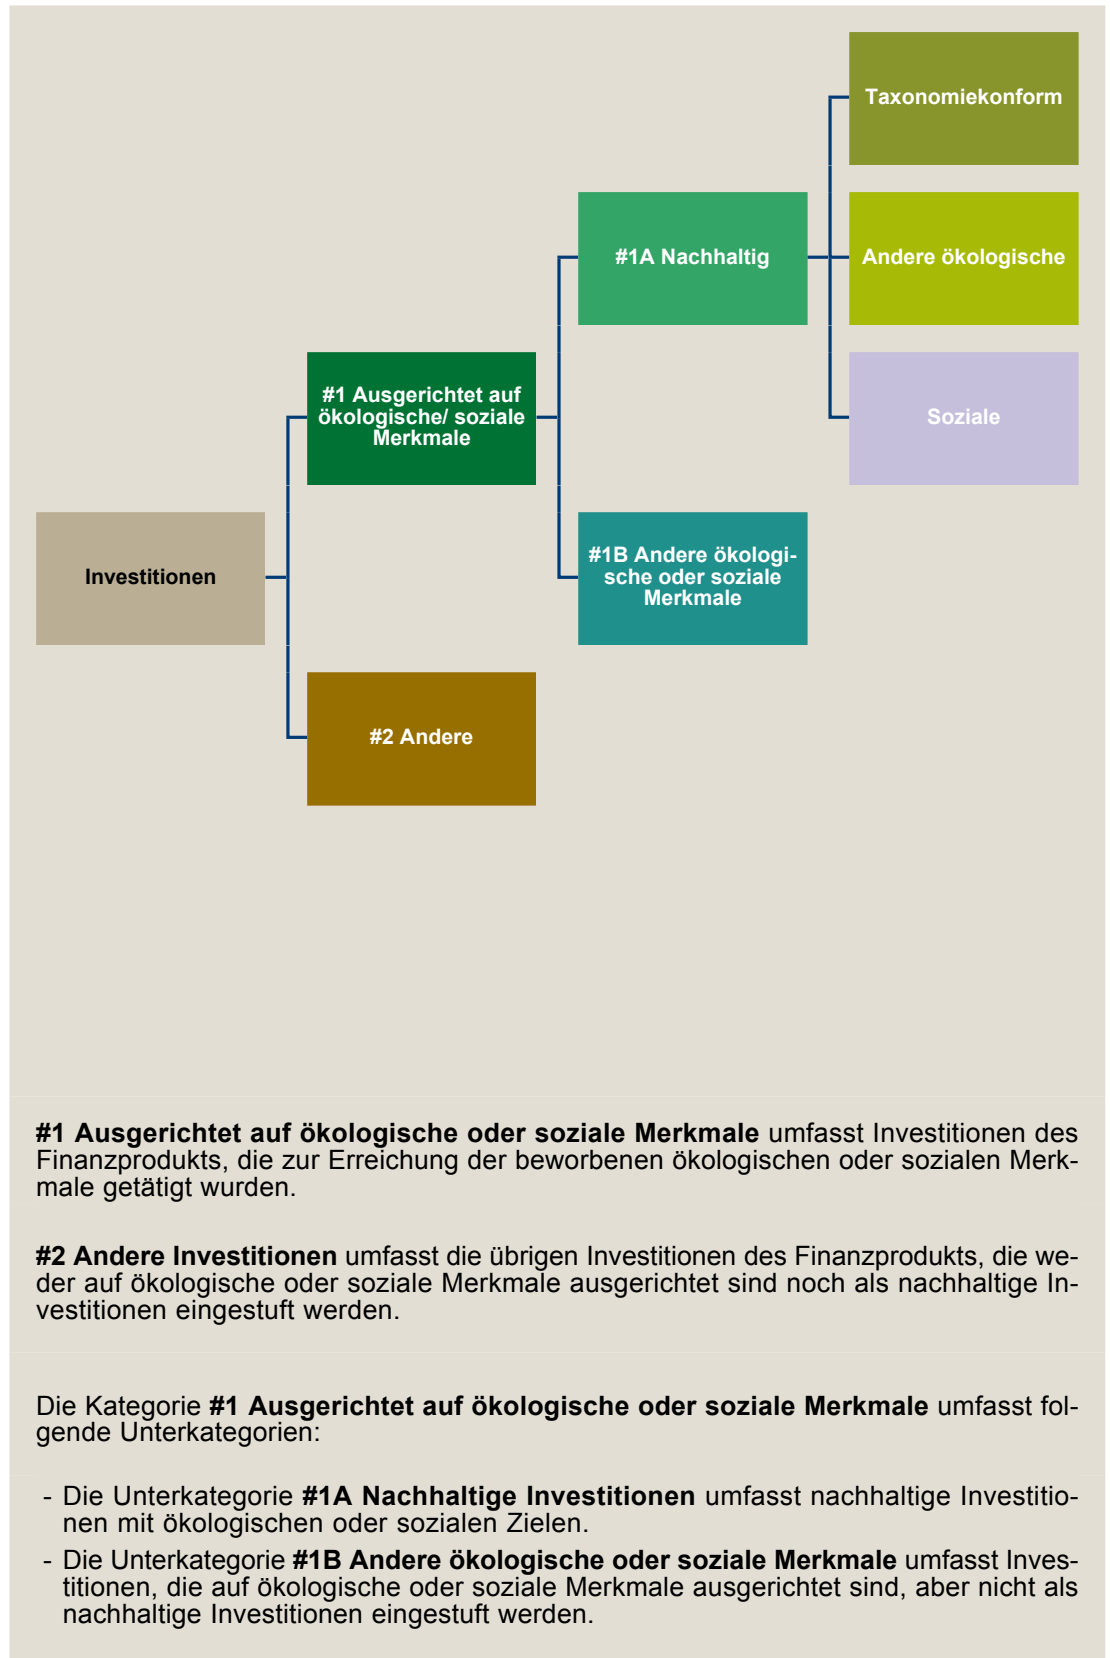 Taxonomiekonform
#1A Nachhaltig
Andere ökologische
#1 Ausgerichtet auf
ökologische/ soziale
Merkmale
Soziale
Investitionen
#1B Andere ökologi-
sche oder soziale
Merkmale
#2 Andere
#1 Ausgerichtet auf ökologische oder soziale Merkmale umfasst Investitionen des
Finanzprodukts, die zur Erreichung der beworbenen ökologischen oder sozialen Merk-
male getätigt wurden.
#2 Andere Investitionen umfasst die übrigen Investitionen des Finanzprodukts, die we-
der auf ökologische oder soziale Merkmale ausgerichtet sind noch als nachhaltige In-
vestitionen eingestuft werden.
Die Kategorie #1 Ausgerichtet auf ökologische oder soziale Merkmale umfasst fol-
gende Unterkategorien:
- Die Unterkategorie #1A Nachhaltige Investitionen umfasst nachhaltige Investitio-
nen mit ökologischen oder sozialen Zielen.
- Die Unterkategorie #1B Andere ökologische oder soziale Merkmale umfasst Inves-
titionen, die auf ökologische oder soziale Merkmale ausgerichtet sind, aber nicht als
nachhaltige Investitionen eingestuft werden.